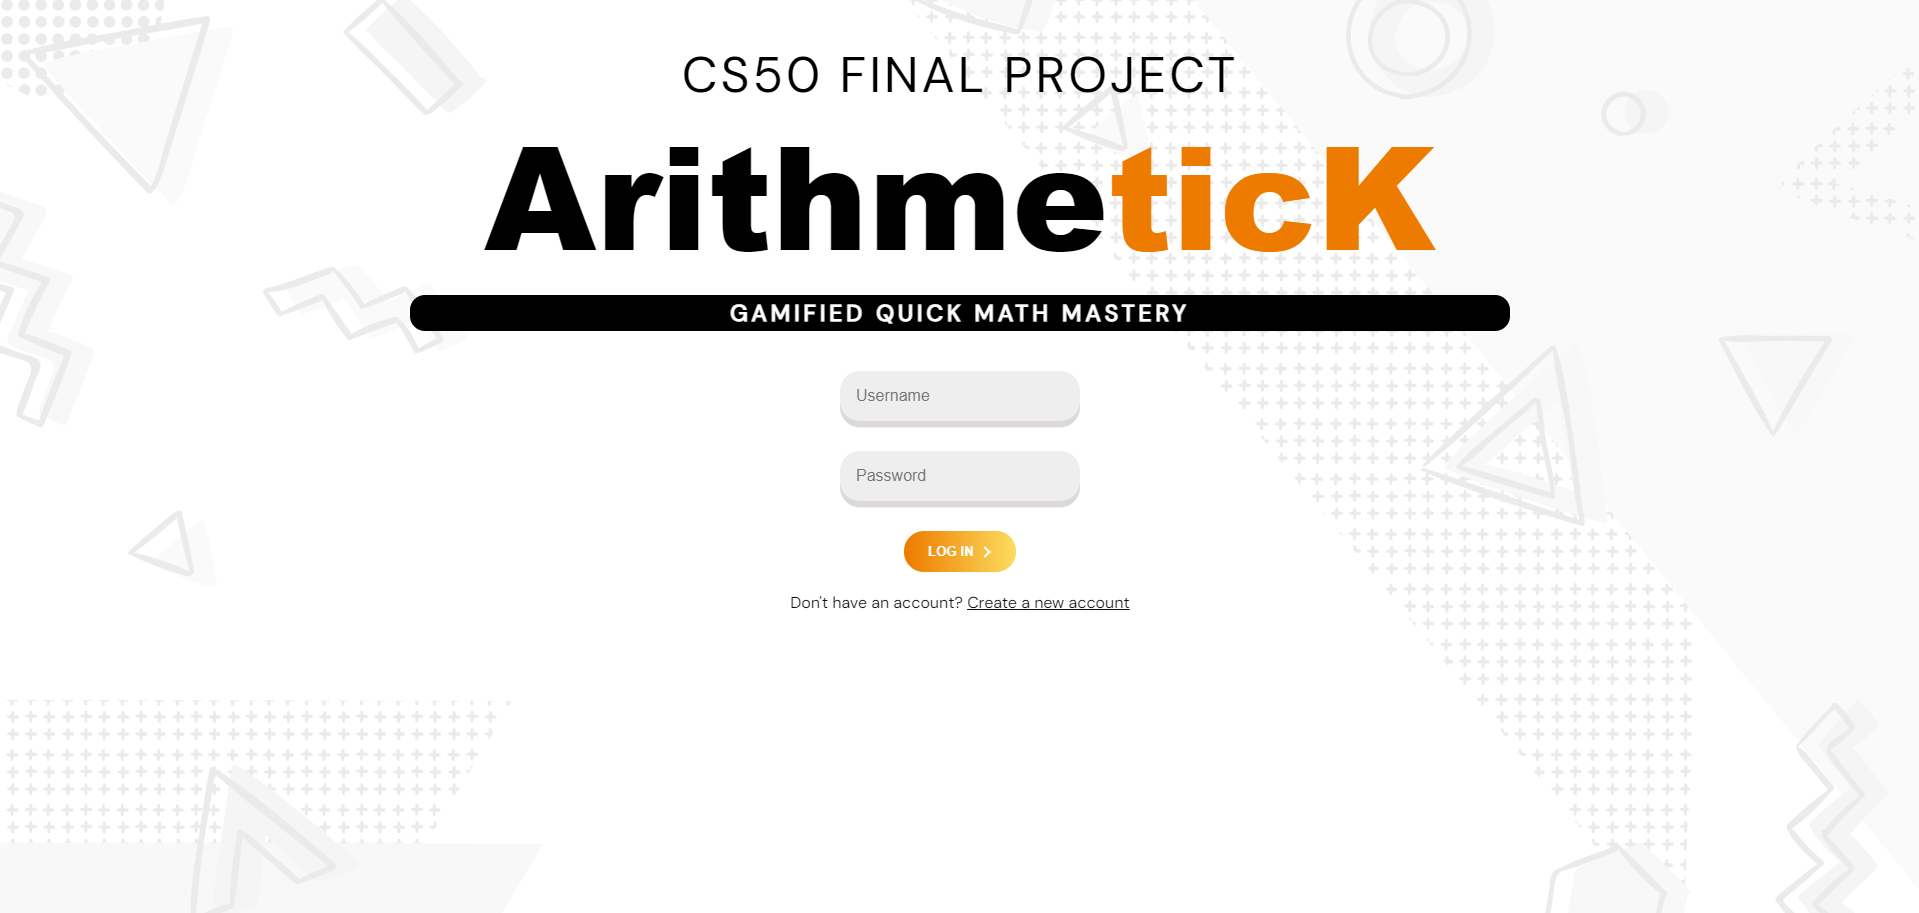 CS50 FINAL PROJECT
ArithmeticK
GAMIFIED QUICK MATH MASTERY
Username
Password
LOG IN
Don't have an account? Create a new account